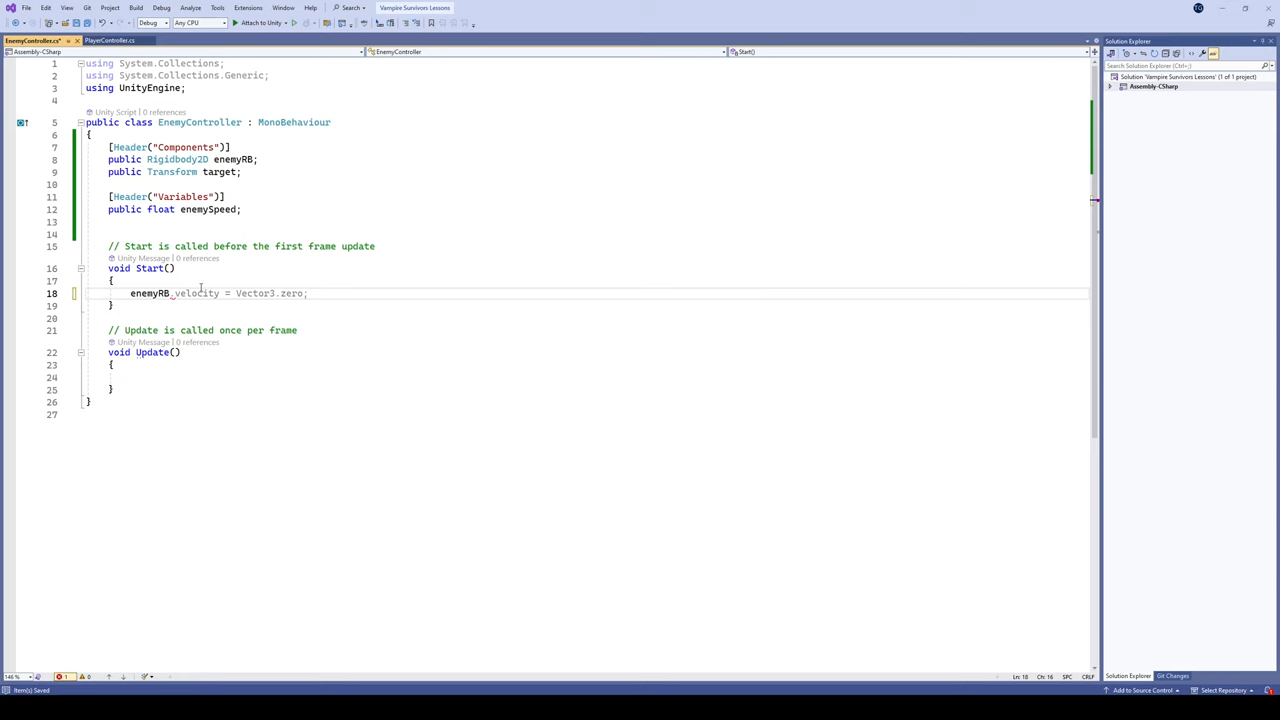 File Edit View Git Project Build Debug Analyze Tools Extensions Window Help Search Vampire Survivors Lessons TG
Debug Any CPU Attach to Unity
EnemyController.cs* PlayerController.cs Solution Explorer
Assembly-CSharp EnemyController Start()
Search Solution Explorer (Ctrl+;)
Solution 'Vampire Survivors Lessons' (1 of 1 project)
Assembly-CSharp
1 using System.Collections;
2 using System.Collections.Generic;
3 using UnityEngine;
4
Unity Script | 0 references
5 public class EnemyController : MonoBehaviour
6 {
7 [Header("Components")]
8 public Rigidbody2D enemyRB;
9 public Transform target;
10
11 [Header("Variables")]
12 public float enemySpeed;
13
14
15 // Start is called before the first frame update
Unity Message | 0 references
16 void Start()
17 {
18 enemyRB.velocity = Vector3.zero;
19 }
20
21 // Update is called once per frame
Unity Message | 0 references
22 void Update()
23 {
24
25 }
26 }
27
146 % 1 0 Ln: 18 Ch: 16 SPC CRLF Solution Explorer Git Changes
Item(s) Saved Add to Source Control Select Repository